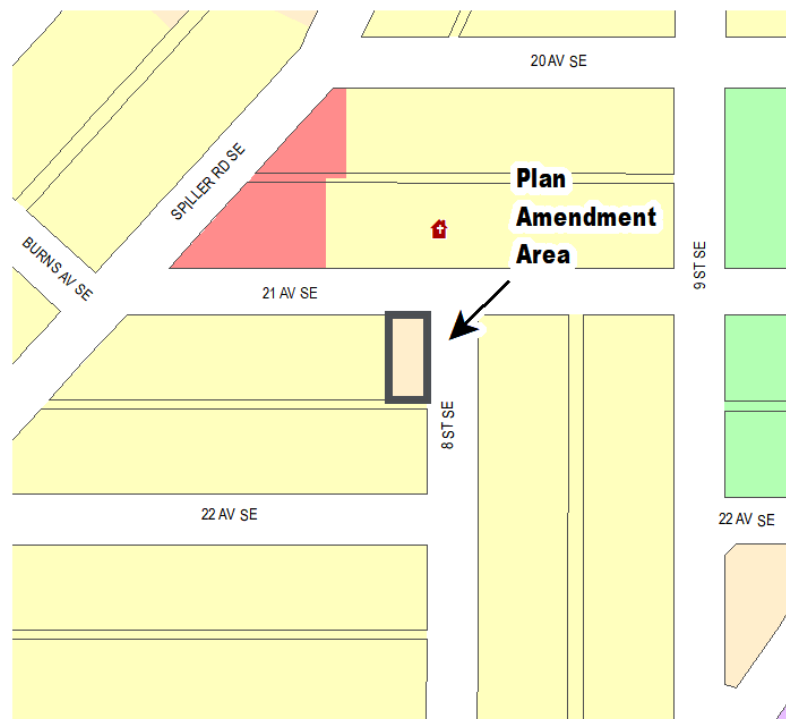 20 AV SE
SPILLER RD SE
Plan
Amendment
Area
BURNS AV SE
9 ST SE
21 AV SE
8 ST SE
22 AV SE
22 AV SE